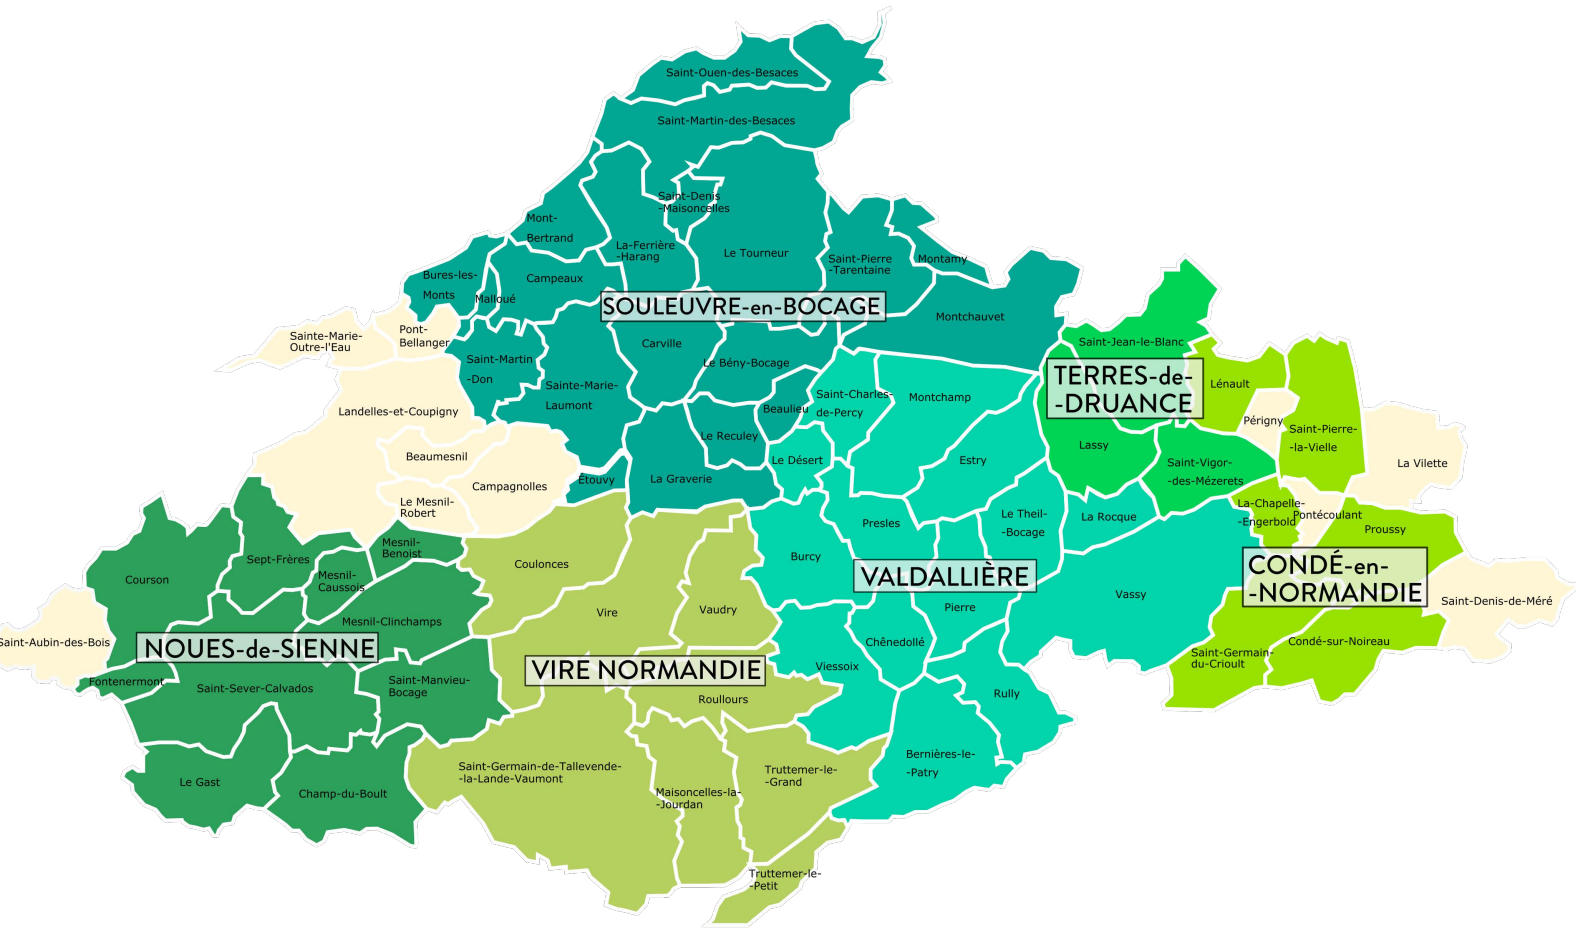 Saint-Ouen-des-Besaces
Saint-Martin-des-Besaces
Saint-Denis
-Maisoncelles
Mont-
Bertrand
La-Ferrière
-Harang
Le Tourneur
Saint-Pierre
-Tarentaine
Montamy
Bures-les-
Monts
Malloué
Campeaux
SOULEUVRE-en-BOCAGE
Montchauvet
Sainte-Marie-
Outre-l'Eau
Pont-
Bellanger
Saint-Martin
-Don
Carville
Le Bény-Bocage
Saint-Jean-le-Blanc
TERRES-de-
-DRUANCE
Lénault
Sainte-Marie-
Laumont
Beaulieu
Saint-Charles-
de-Percy
Montchamp
Landelles-et-Coupigny
Périgny
Saint-Pierre-
-la-Vielle
Le Reculey
Lassy
Beaumesnil
Le Désert
Estry
Saint-Vigor-
-des-Mézerets
La Vilette
Campagnolles
Étouvy
La Graverie
Le Mesnil-
Robert
La-Chapelle-
-Engerbold
Pontécoulant
Presles
Le Theil-
-Bocage
La Rocque
Proussy
Mesnil-
Benoist
Sept-Frères
Courson
Mesnil-
Caussois
Coulonces
Burcy
VALDALLIÈRE
CONDÉ-en-
-NORMANDIE
Vassy
Saint-Denis-de-Méré
Vire
Vaudry
Pierre
Mesnil-Clinchamps
Saint-Aubin-des-Bois
NOUES-de-SIENNE
Chênedollé
Condé-sur-Noireau
Saint-Germain-
du-Crioult
VIRE NORMANDIE
Viessoix
Fontenermont
Saint-Sever-Calvados
Saint-Manvieu-
Bocage
Roullours
Rully
Le Gast
Champ-du-Boult
Saint-Germain-de-Tallevende-
-la-Lande-Vaumont
Maisoncelles-la-
-Jourdan
Truttemer-le-
-Grand
Bernières-le-
-Patry
Truttemer-le-
-Petit